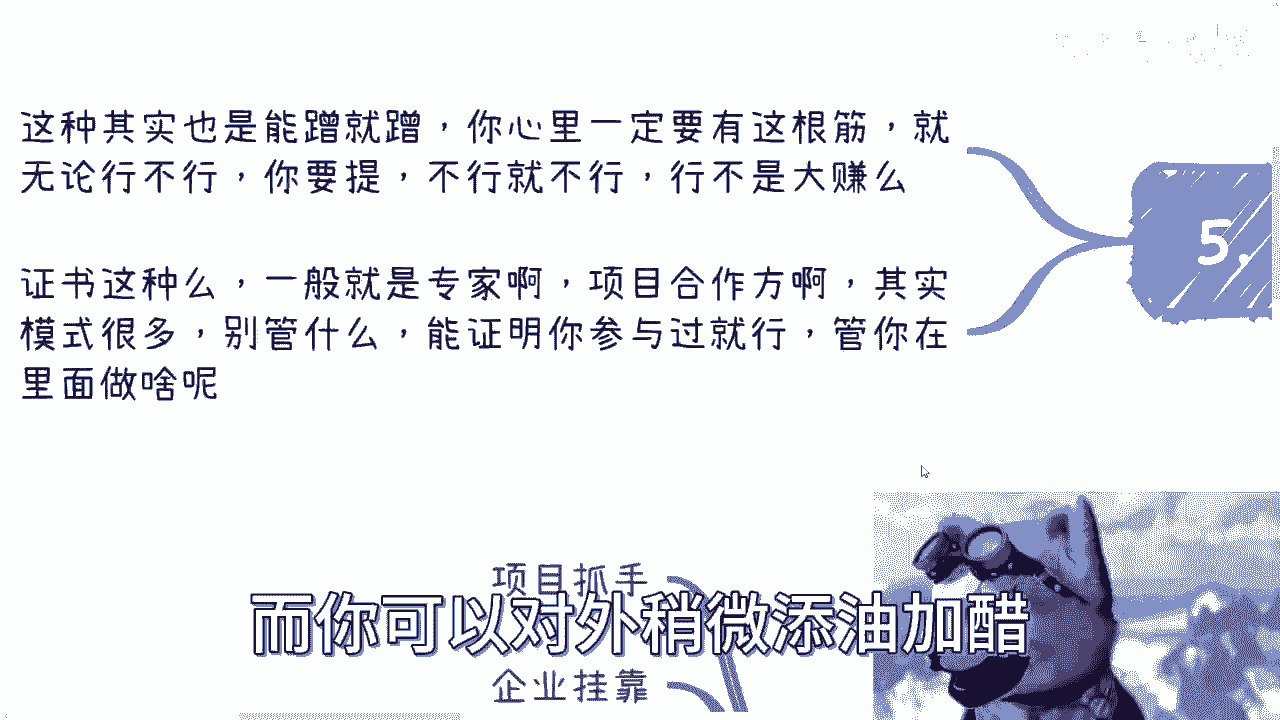 这种其实也是能蹭就蹭，你心里一定要有这根筋，就
无论行不行，你要提，不行就不行，行不是大赚么
5.
证书这种么，一般就是专家啊，项目合作方啊，其实
模式很多，别管什么，能证明你参与过就行，管你在
里面做啥呢
项目抓手
而你可以对外稍微添油加醋
企业挂靠